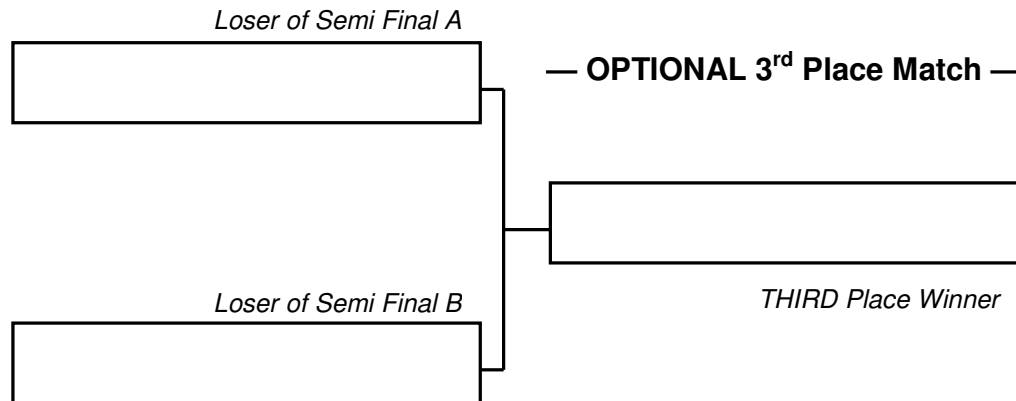 Loser of Semi Final A
— OPTIONAL 3rd Place Match —
Loser of Semi Final B
THIRD Place Winner